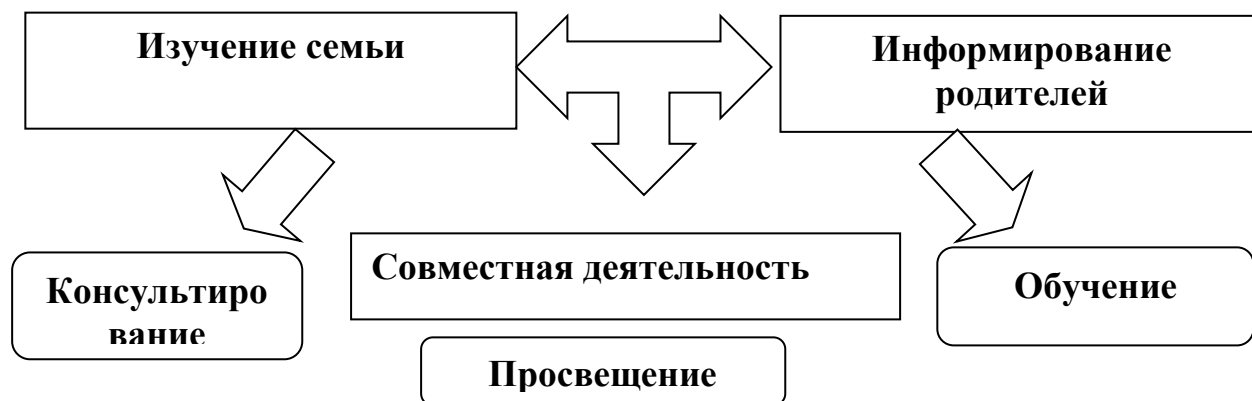 Изучение семьи
Информирование
родителей
Консультиро
вание
Совместная деятельность
Обучение
Просвещение